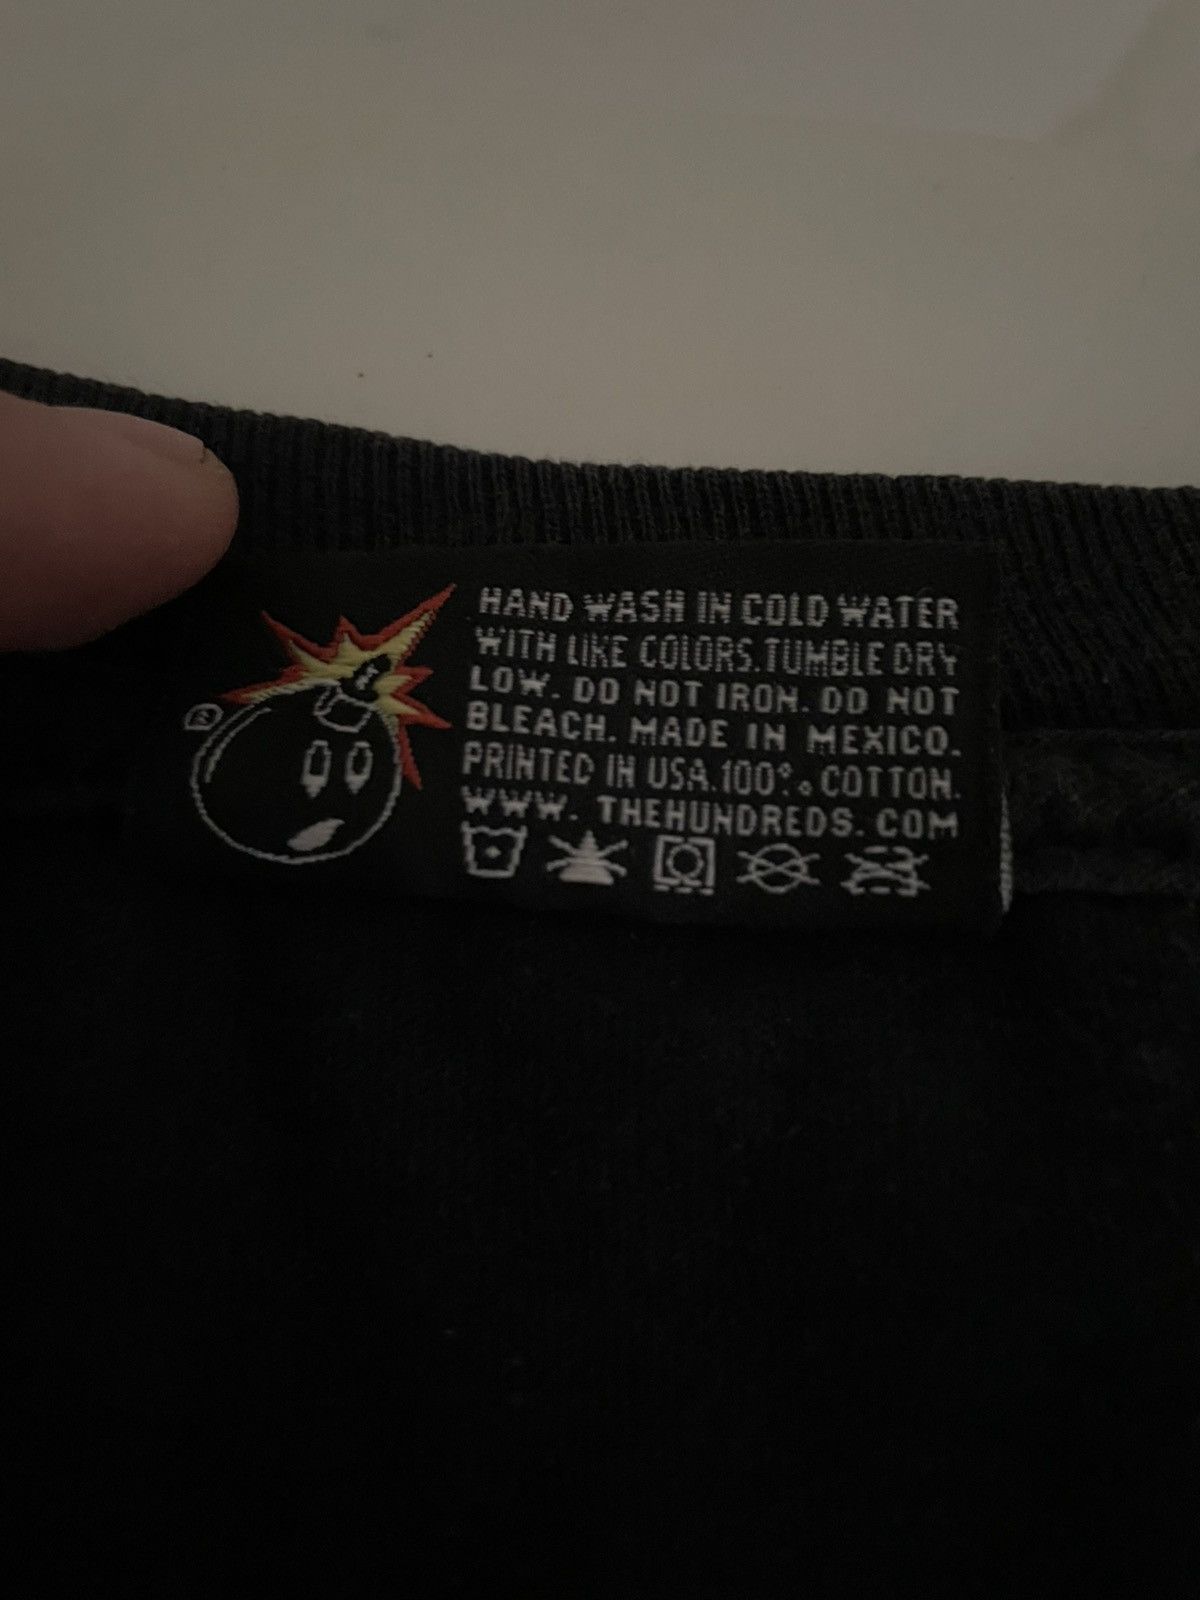 HAND WASH IN COLD WATER
WITH LIKE COLORS. TUMBLE DRY
LOW. DO NOT IRON. DO NOT
BLEACH. MADE IN MEXICO.
PRINTED IN USA. 100% COTTON.
WWW. THEHUNDREDS. COM
®